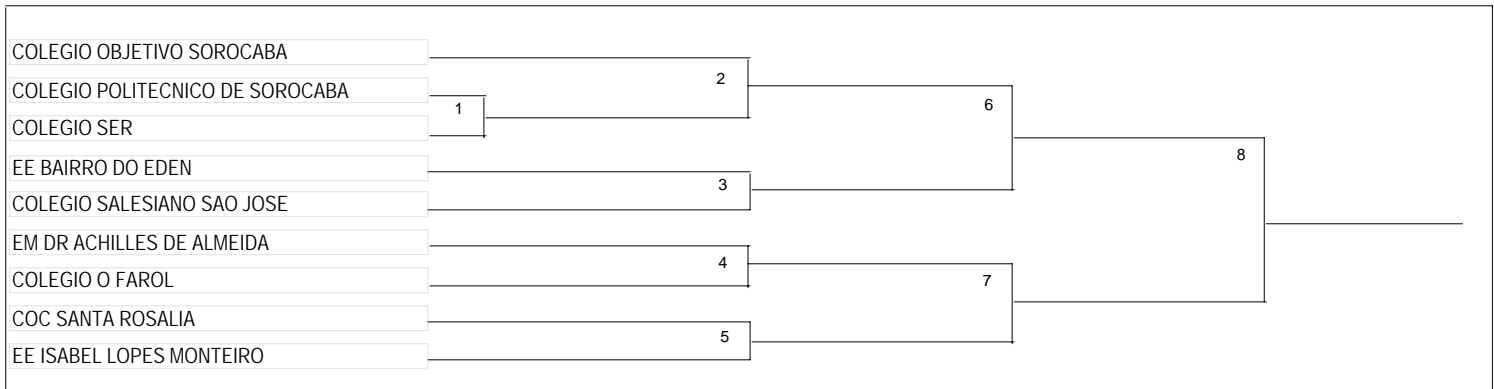 COLEGIO OBJETIVO SOROCABA
2
COLEGIO POLITECNICO DE SOROCABA
1
6
COLEGIO SER
8
EE BAIRRO DO EDEN
3
COLEGIO SALESIANO SAO JOSE
EM DR ACHILLES DE ALMEIDA
4
COLEGIO O FAROL
7
COC SANTA ROSALIA
5
EE ISABEL LOPES MONTEIRO